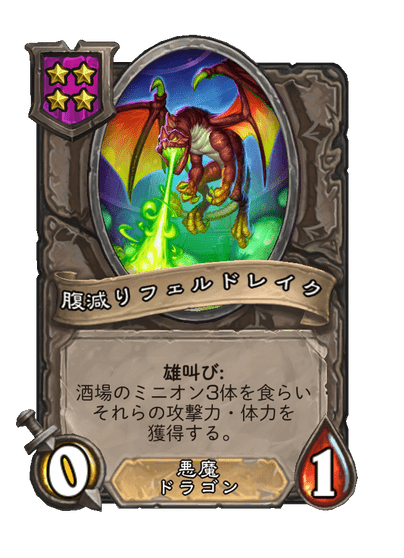 腹減りフェルドレイク
雄叫び:
酒場のミニオン3体を食らい
それらの攻撃力・体力を
獲得する。
0
悪魔
ドラゴン
1